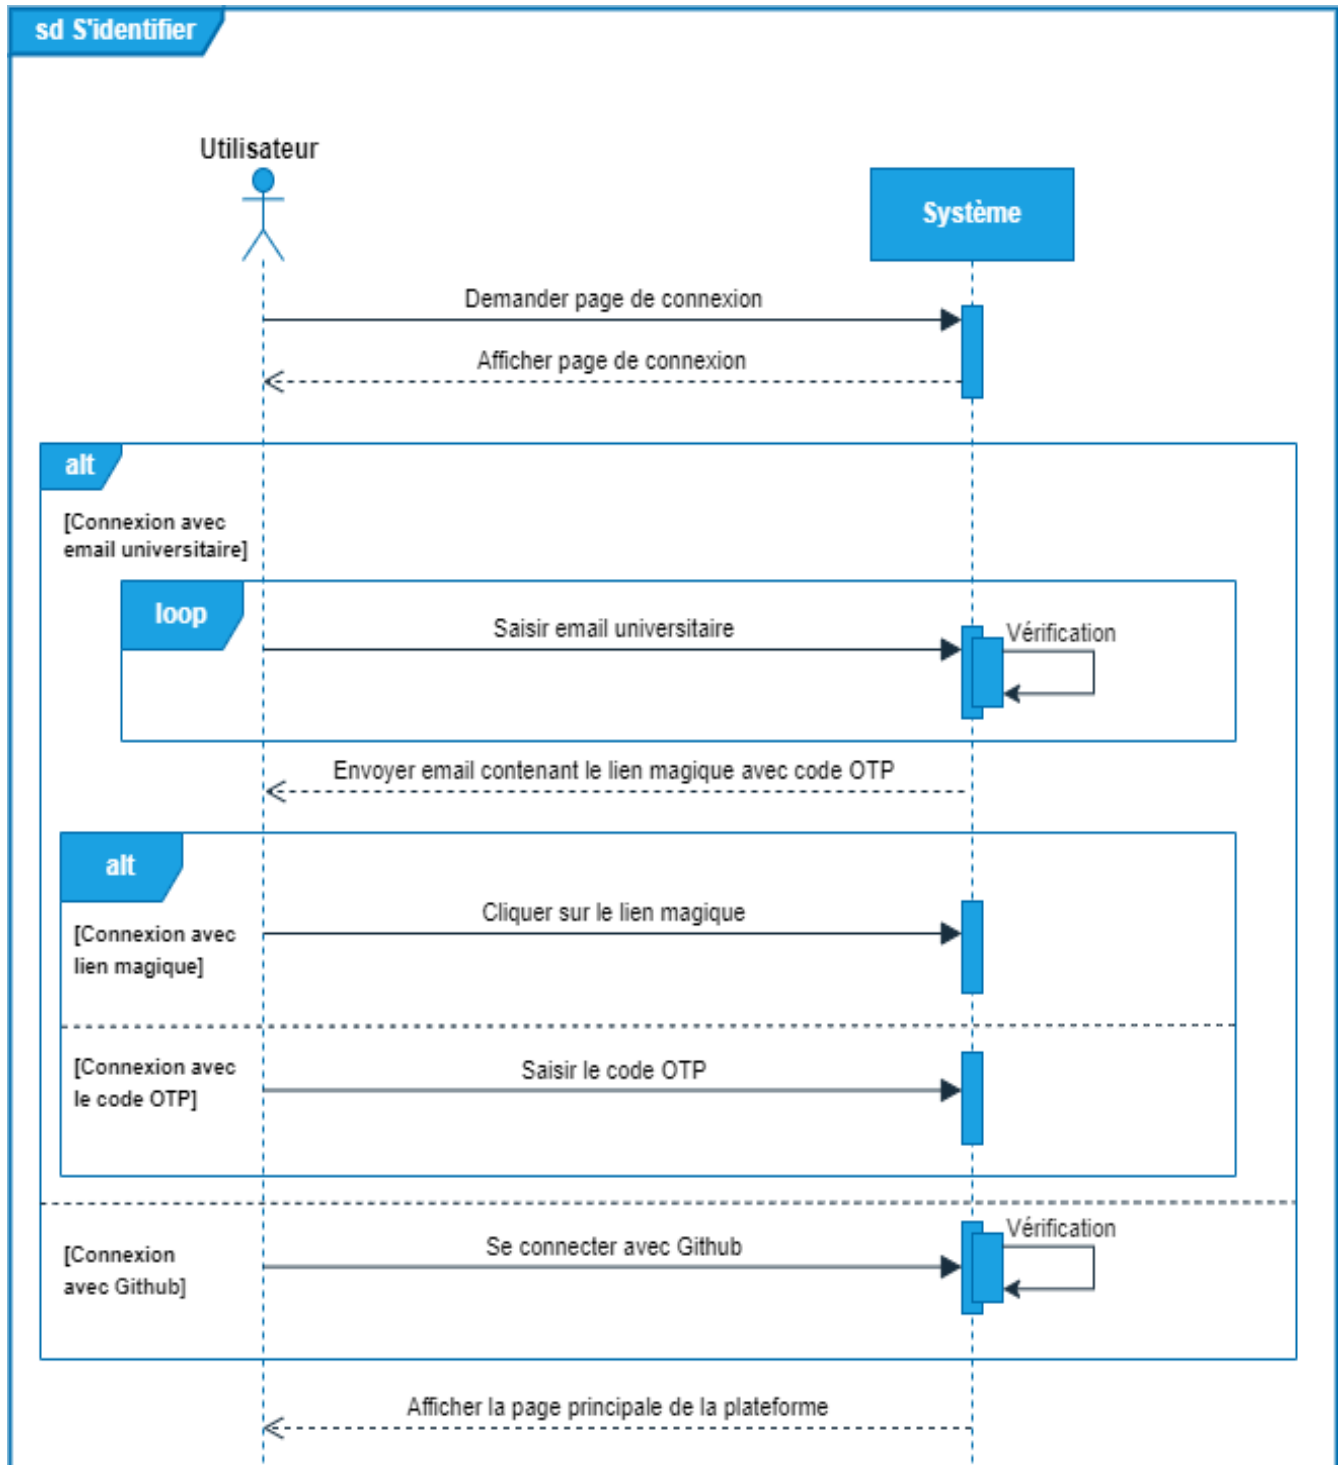 sd S'identifier
Utilisateur
Système
Demander page de connexion
Afficher page de connexion
alt
[Connexion avec
email universitaire]
loop
Saisir email universitaire
Vérification
Envoyer email contenant le lien magique avec code OTP
alt
Cliquer sur le lien magique
[Connexion avec
lien magique]
[Connexion avec
le code OTP]
Saisir le code OTP
Vérification
Se connecter avec Github
[Connexion
avec Github]
Afficher la page principale de la plateforme